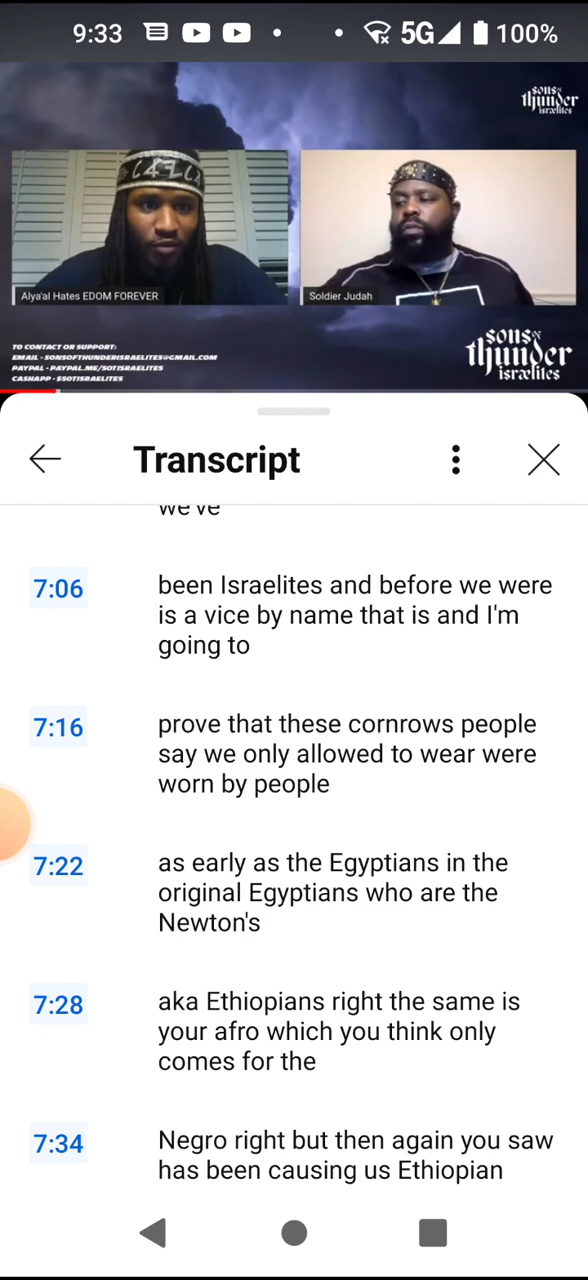 9:33
5G
100%
sons of
thunder
israelites
Alya'al Hates EDOM FOREVER
Soldier Judah
TO CONTACT OR SUPPORT:
EMAIL - SONSOFTHUNDERISRAELITES@GMAIL.COM
PAYPAL - PAYPAL.ME/SOTISRAELITES
CASHAPP - $SOTISRAELITES
sons of
thunder
israelites
Transcript
we've
7:06
been Israelites and before we were
is a vice by name that is and I'm
going to
7:16
prove that these cornrows people
say we only allowed to wear were
worn by people
7:22
as early as the Egyptians in the
original Egyptians who are the
Newton's
7:28
aka Ethiopians right the same is
your afro which you think only
comes for the
7:34
Negro right but then again you saw
has been causing us Ethiopian